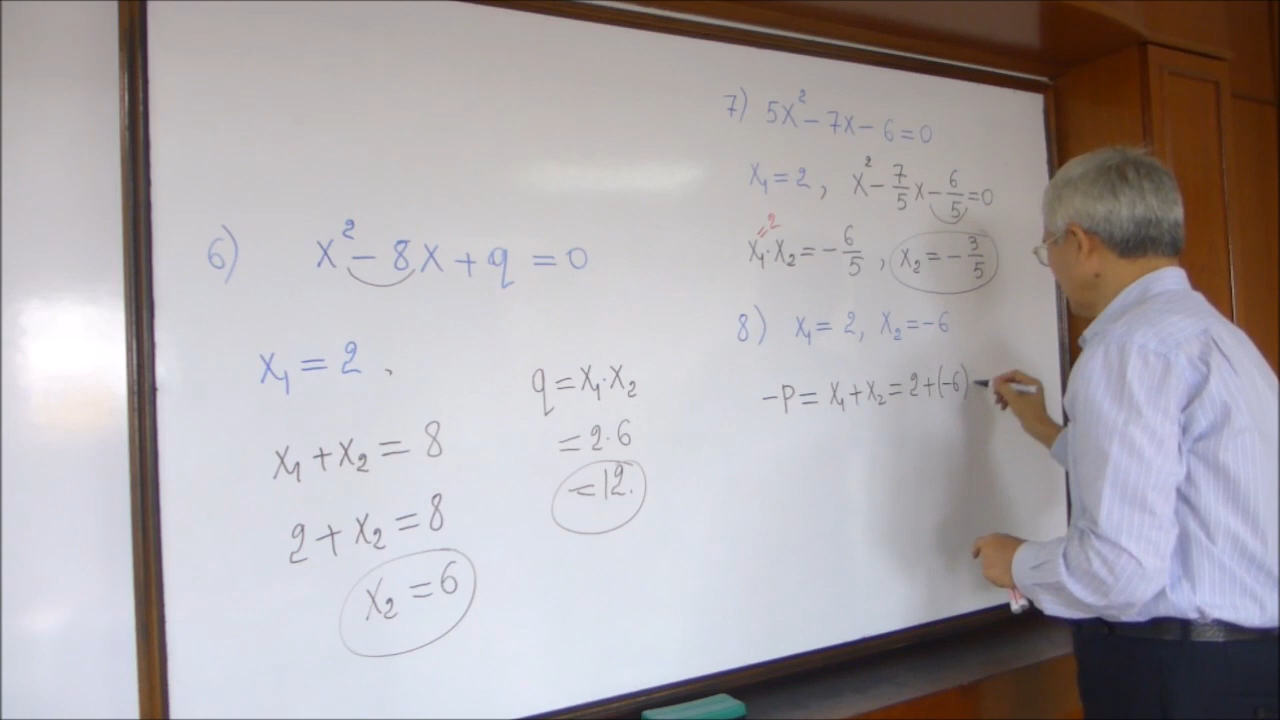 6) x² - 8x + q = 0
x₁ = 2,
x₁ + x₂ = 8
2 + x₂ = 8
x₂ = 6
q = x₁·x₂
= 2·6
= 12.
7) 5x² - 7x - 6 = 0
x₁ = 2, x² - 7/5 x - 6/5 = 0
= 2
x₁·x₂ = - 6/5, x₂ = - 3/5
8) x₁ = 2, x₂ = -6
-P = x₁ + x₂ = 2 + (-6)